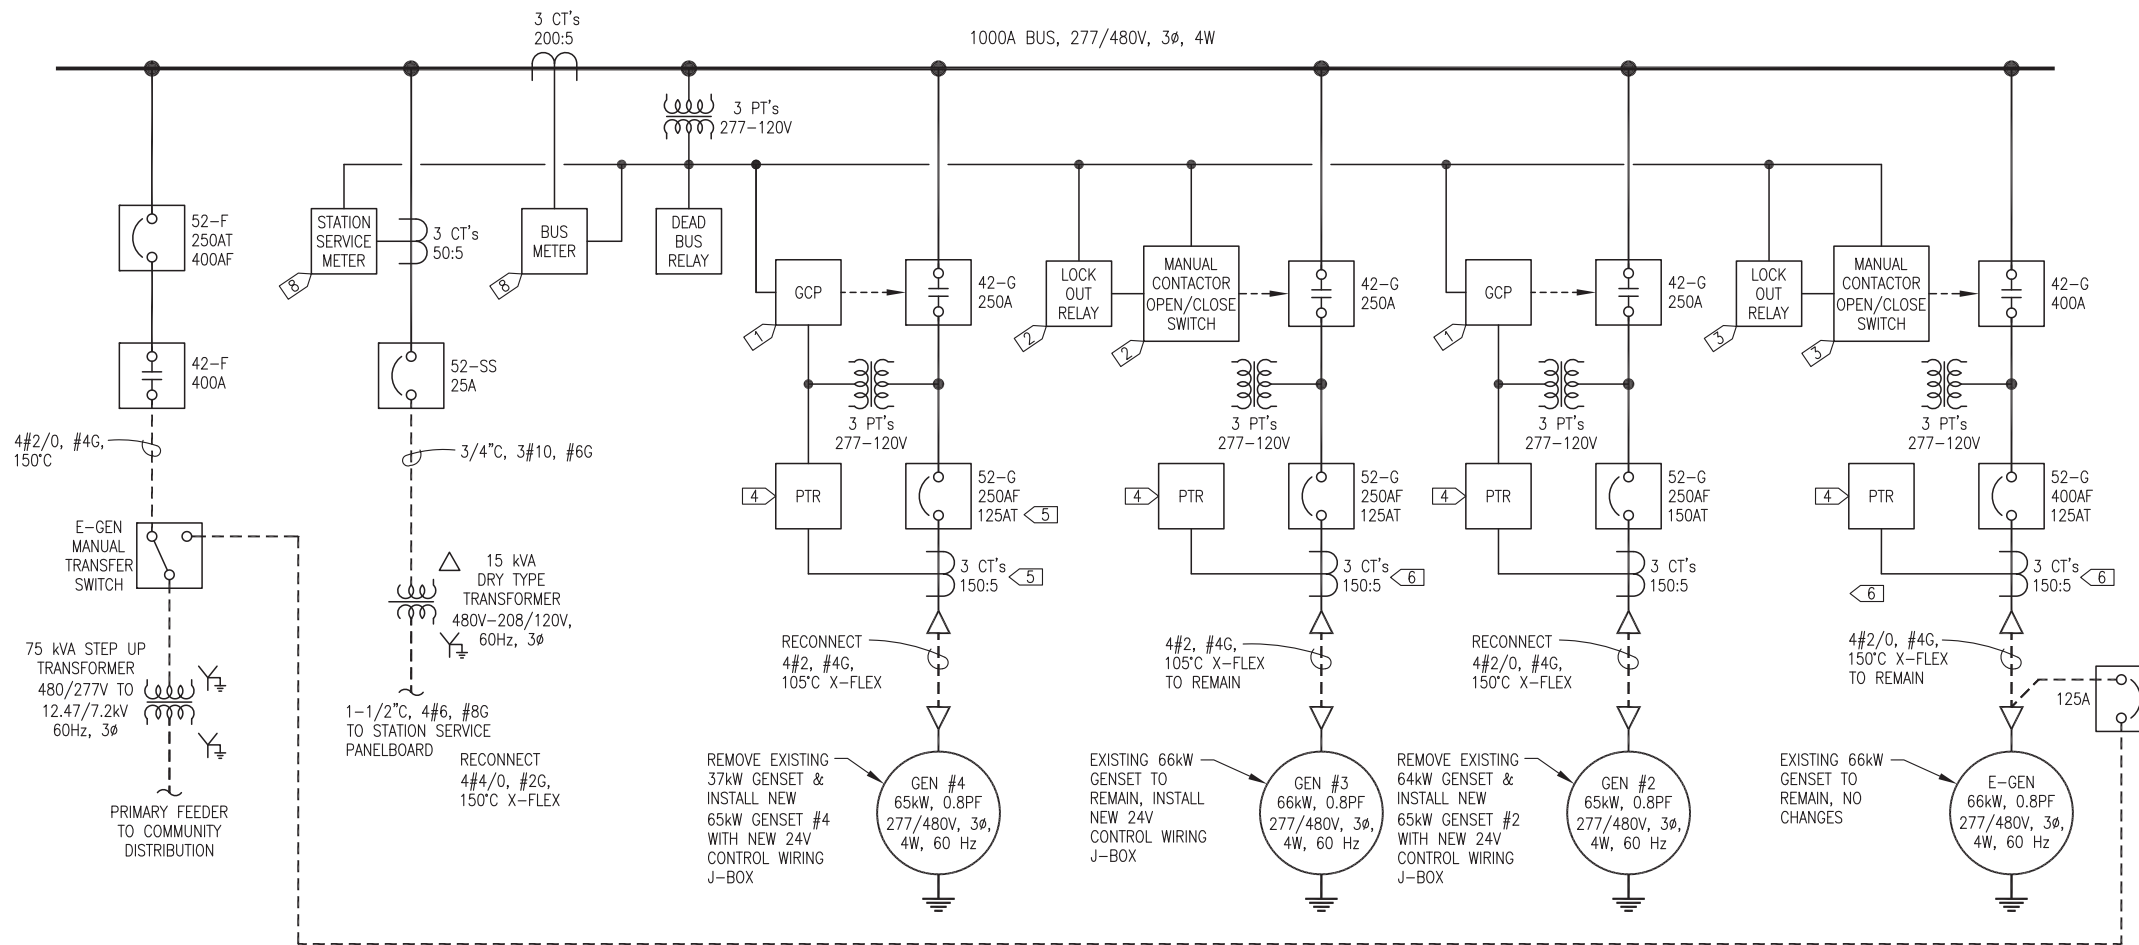 3 CT's
200:5
1000A BUS, 277/480V, 3ø, 4W
3 PT's
277-120V
52-F
250AT
400AF
STATION
SERVICE
METER
8
3 CT's
50:5
BUS
METER
8
DEAD
BUS
RELAY
GCP
1
42-G
250A
LOCK
OUT
RELAY
2
MANUAL
CONTACTOR
OPEN/CLOSE
SWITCH
2
42-G
250A
GCP
1
42-G
250A
LOCK
OUT
RELAY
3
MANUAL
CONTACTOR
OPEN/CLOSE
SWITCH
3
42-G
400A
42-F
400A
52-SS
25A
3 PT's
277-120V
3 PT's
277-120V
3 PT's
277-120V
3 PT's
277-120V
4#2/0, #4G,
150°C
3/4"C, 3#10, #6G
4
PTR
52-G
250AF
125AT
5
4
PTR
52-G
250AF
125AT
4
PTR
52-G
250AF
150AT
4
PTR
52-G
400AF
125AT
E-GEN
MANUAL
TRANSFER
SWITCH
15 kVA
DRY TYPE
TRANSFORMER
480V-208/120V,
60Hz, 3ø
3 CT's
150:5
5
3 CT's
150:5
6
3 CT's
150:5
3 CT's
150:5
6
6
75 kVA STEP UP
TRANSFORMER
480/277V TO
12.47/7.2kV
60Hz, 3ø
RECONNECT
4#2, #4G,
105°C X-FLEX
4#2, #4G,
105°C X-FLEX
TO REMAIN
RECONNECT
4#2/0, #4G,
150°C X-FLEX
4#2/0, #4G,
150°C X-FLEX
TO REMAIN
125A
1-1/2"C, 4#6, #8G
TO STATION SERVICE
PANELBOARD
RECONNECT
4#4/0, #2G,
150°C X-FLEX
PRIMARY FEEDER
TO COMMUNITY
DISTRIBUTION
REMOVE EXISTING
37kW GENSET &
INSTALL NEW
65kW GENSET #4
WITH NEW 24V
CONTROL WIRING
J-BOX
GEN #4
65kW, 0.8PF
277/480V, 3ø,
4W, 60 Hz
EXISTING 66kW
GENSET TO
REMAIN, INSTALL
NEW 24V
CONTROL WIRING
J-BOX
GEN #3
66kW, 0.8PF
277/480V, 3ø,
4W, 60 Hz
REMOVE EXISTING
64kW GENSET &
INSTALL NEW
65kW GENSET #2
WITH NEW 24V
CONTROL WIRING
J-BOX
GEN #2
65kW, 0.8PF
277/480V, 3ø,
4W, 60 Hz
EXISTING 66kW
GENSET TO
REMAIN, NO
CHANGES
E-GEN
66kW, 0.8PF
277/480V, 3ø,
4W, 60 Hz